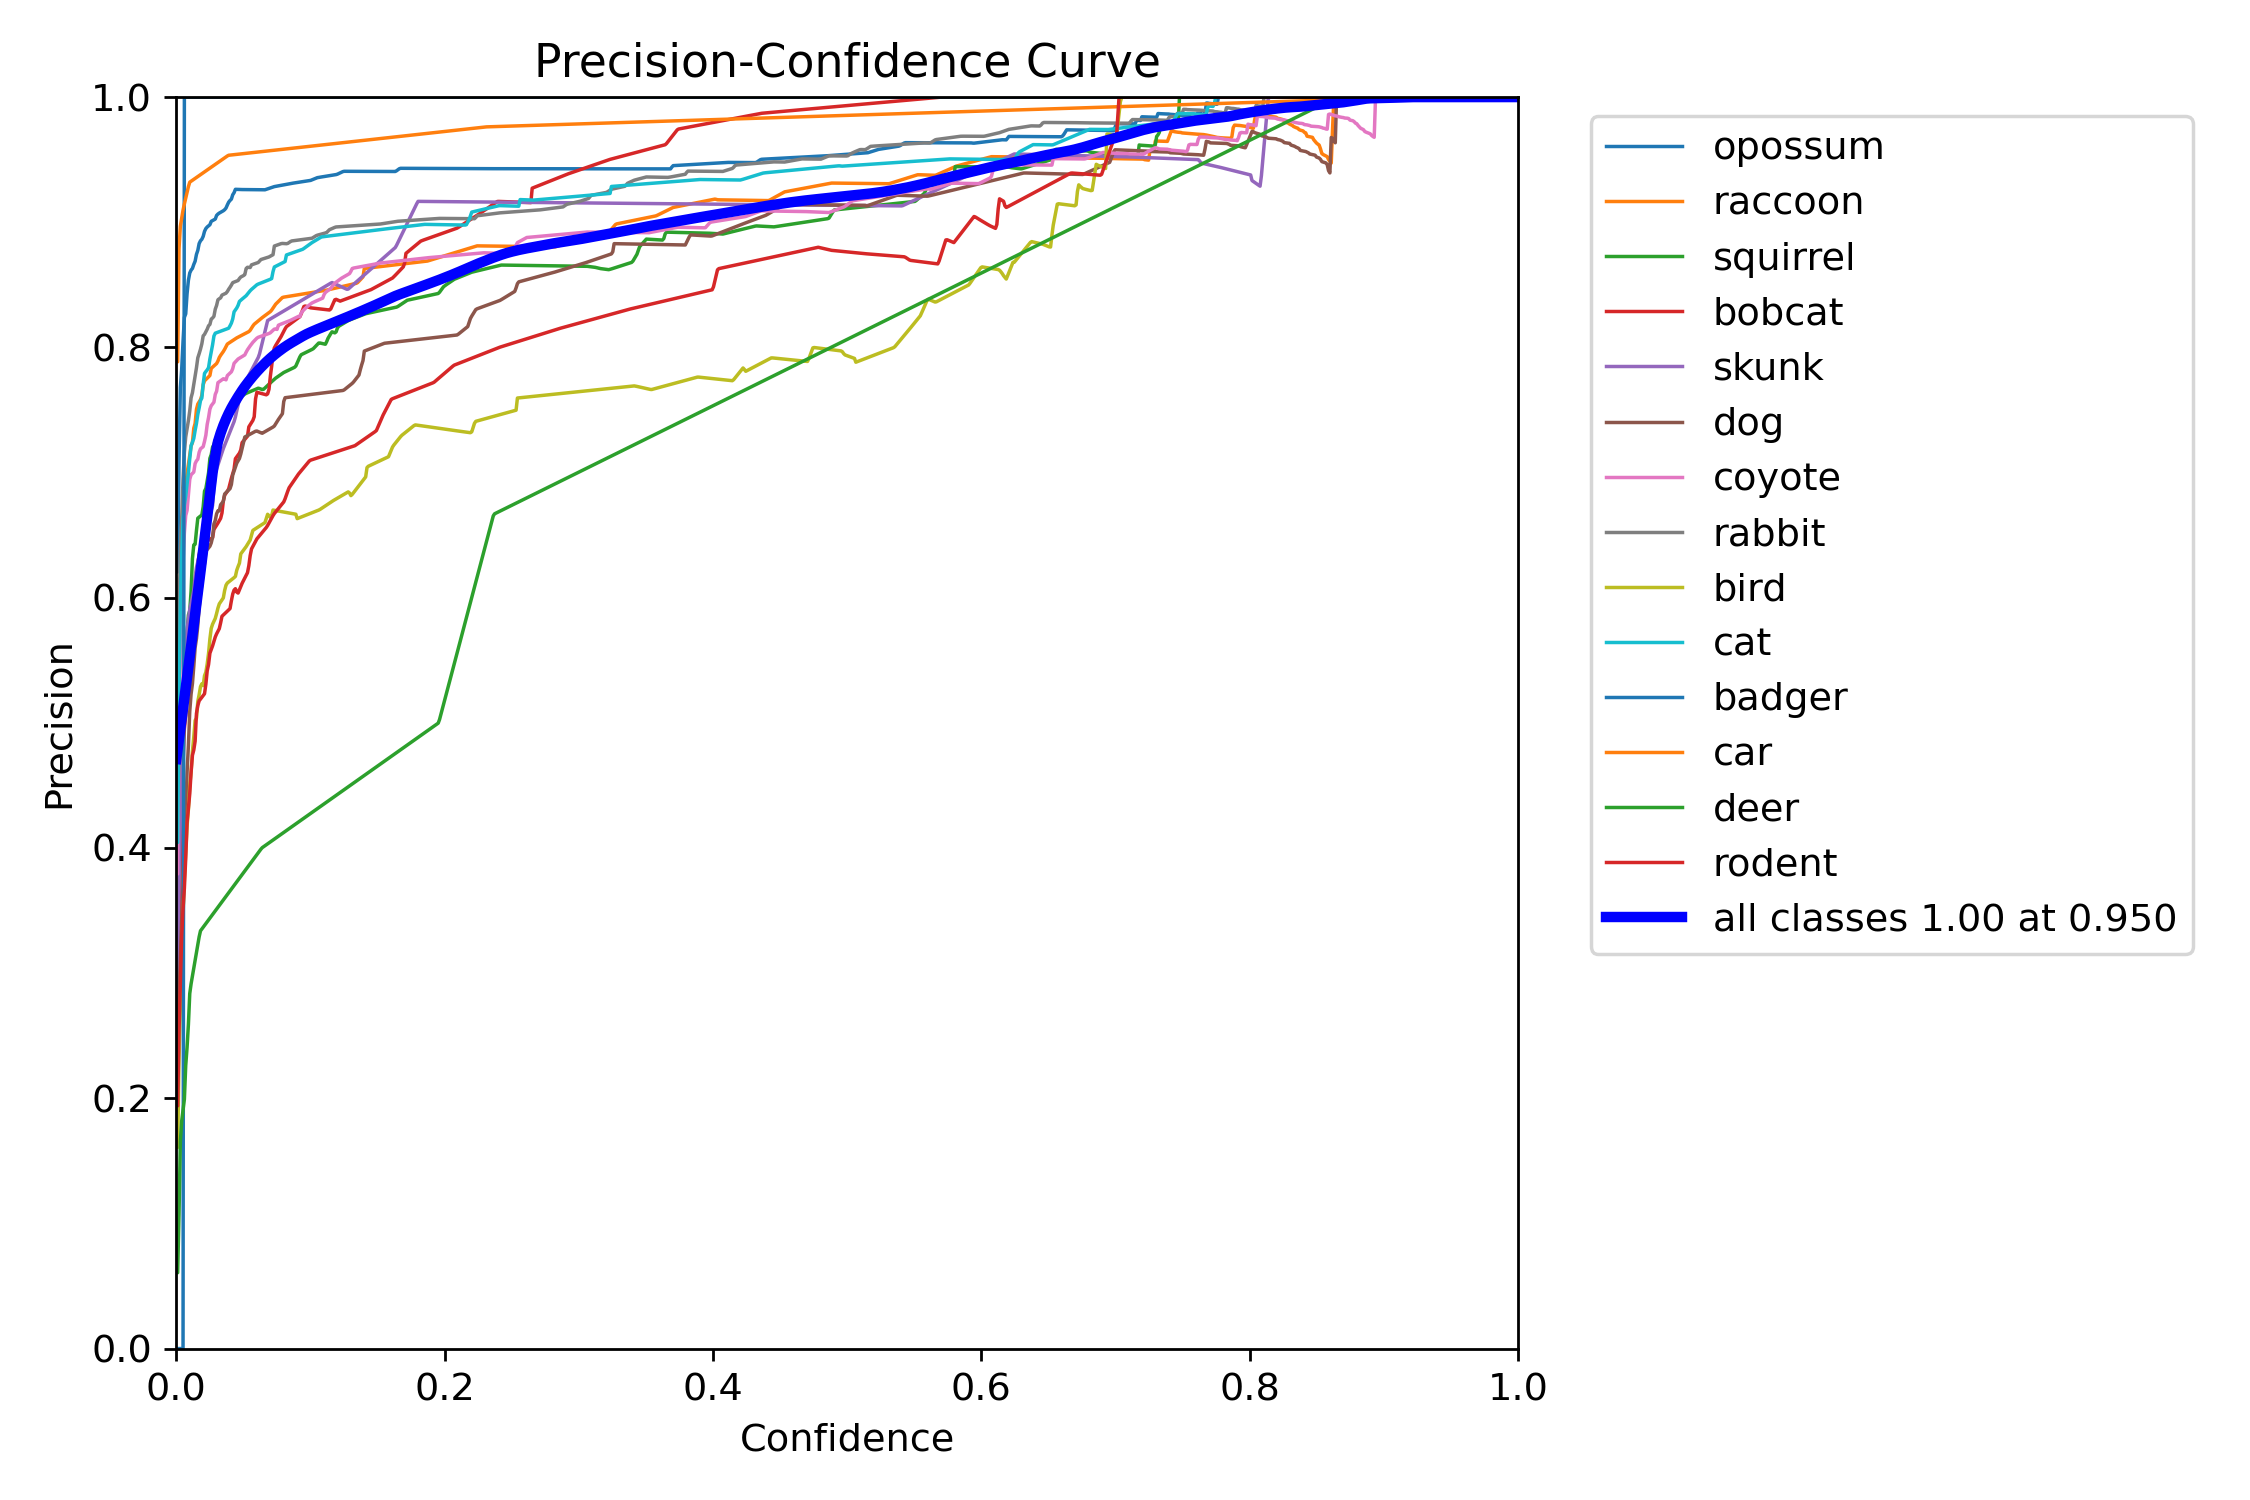 Precision-Confidence Curve
1.0
0.8
0.6
0.4
0.2
0.0
Precision
0.0 0.2 0.4 0.6 0.8 1.0
Confidence
opossum
raccoon
squirrel
bobcat
skunk
dog
coyote
rabbit
bird
cat
badger
car
deer
rodent
all classes 1.00 at 0.950